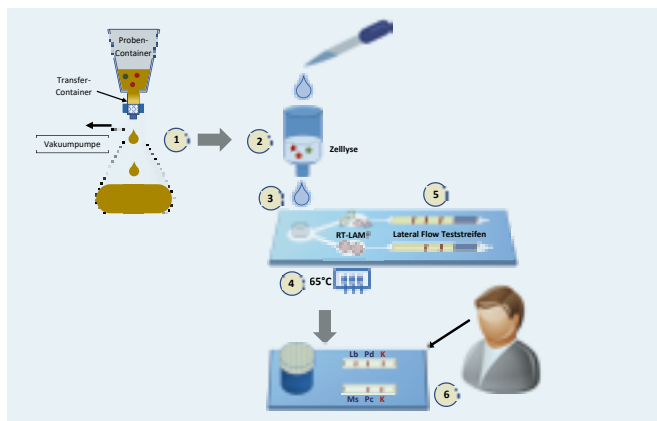 Proben-
Container
Transfer-
Container
Vakuumpumpe
1
2
Zelllyse
3
5
RT-LAMP
Lateral Flow Teststreifen
4
65°C
Lb Pd K
Ms Pc K
6